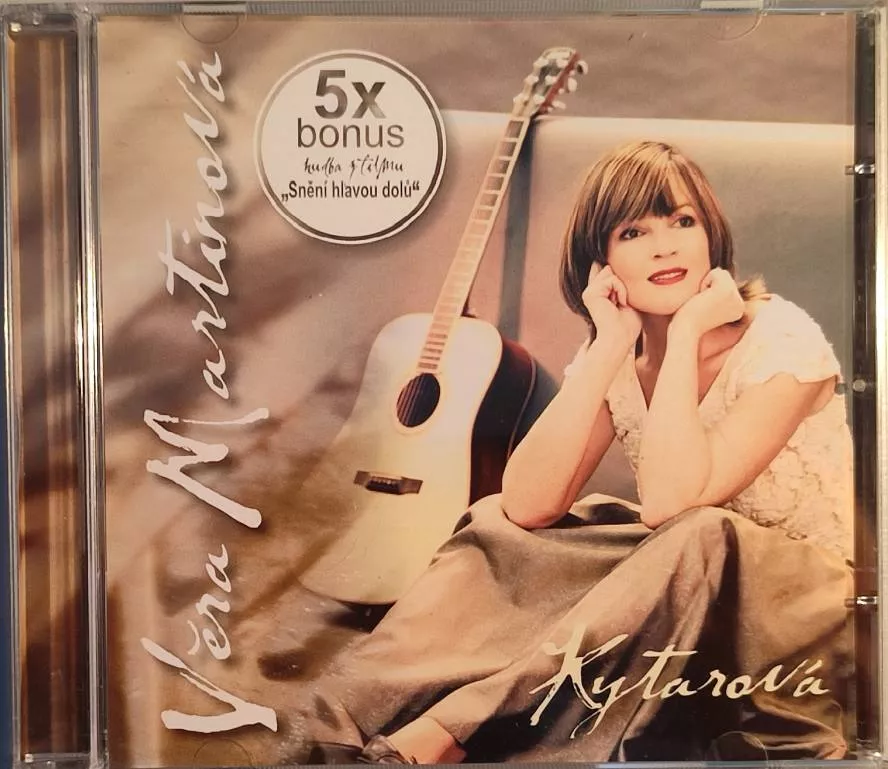 Věra Martinová
5x
bonus
hudba z filmu
„Snění hlavou dolů“
Kytarová